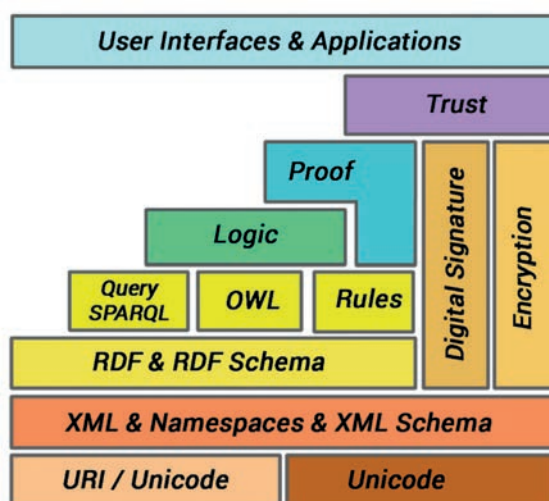 User Interfaces & Applications
Trust
Proof
Digital Signature
Encryption
Logic
Query
SPARQL
OWL
Rules
RDF & RDF Schema
XML & Namespaces & XML Schema
URI / Unicode
Unicode